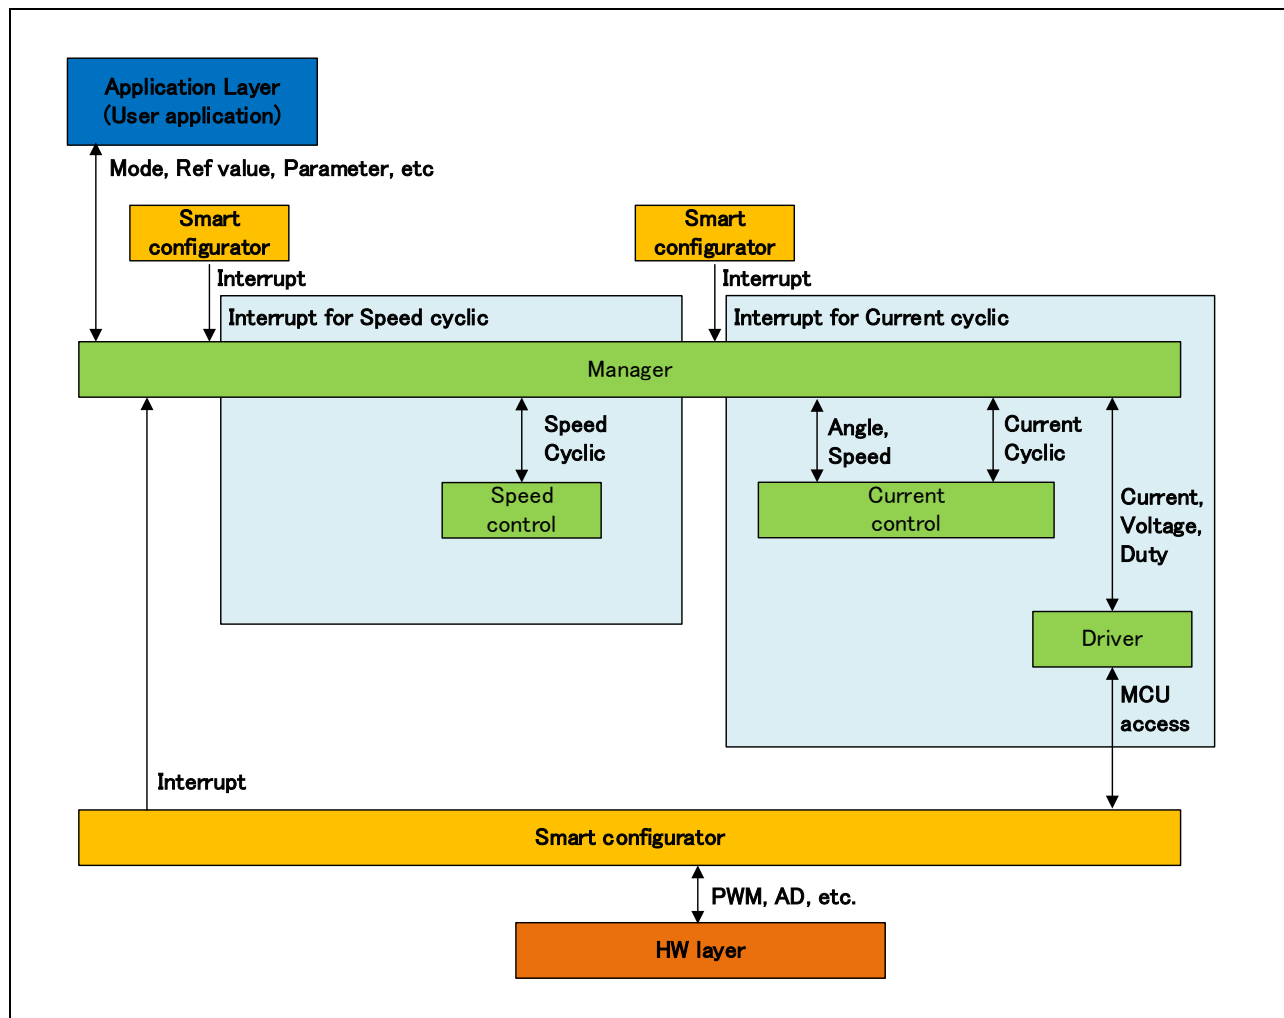 Application Layer
(User application)
Mode, Ref value, Parameter, etc
Smart
configurator
Smart
configurator
Interrupt
Interrupt
Interrupt for Speed cyclic
Interrupt for Current cyclic
Manager
Speed
Cyclic
Angle,
Speed
Current
Cyclic
Speed
control
Current
control
Current,
Voltage,
Duty
Driver
MCU
access
Interrupt
Smart configurator
PWM, AD, etc.
HW layer